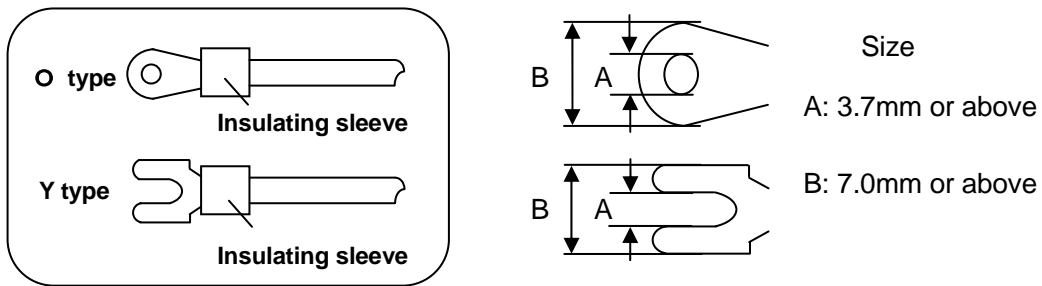 O type
Insulating sleeve
Y type
Insulating sleeve
B
A
B
A
Size
A: 3.7mm or above
B: 7.0mm or above